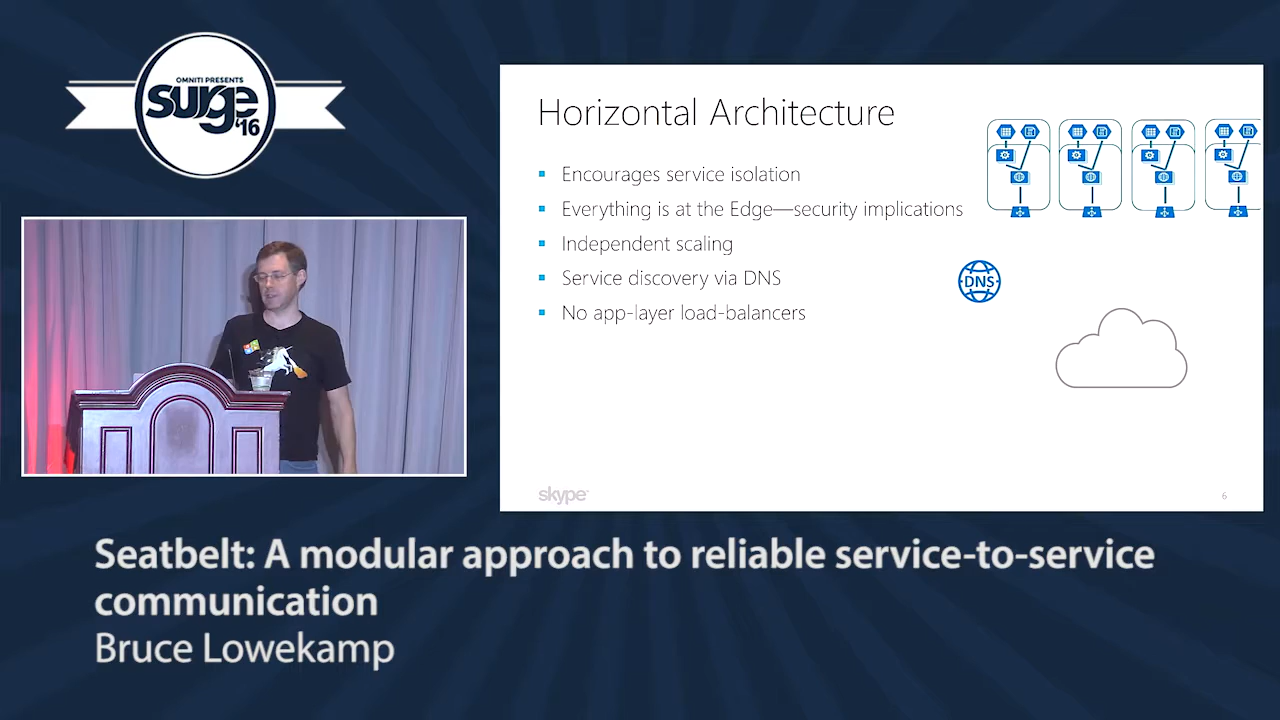 OMNITI PRESENTS
surge
'16
Horizontal Architecture
Encourages service isolation
Everything is at the Edge—security implications
Independent scaling
Service discovery via DNS
No app-layer load-balancers
DNS
skype
6
Seatbelt: A modular approach to reliable service-to-service
communication
Bruce Lowekamp